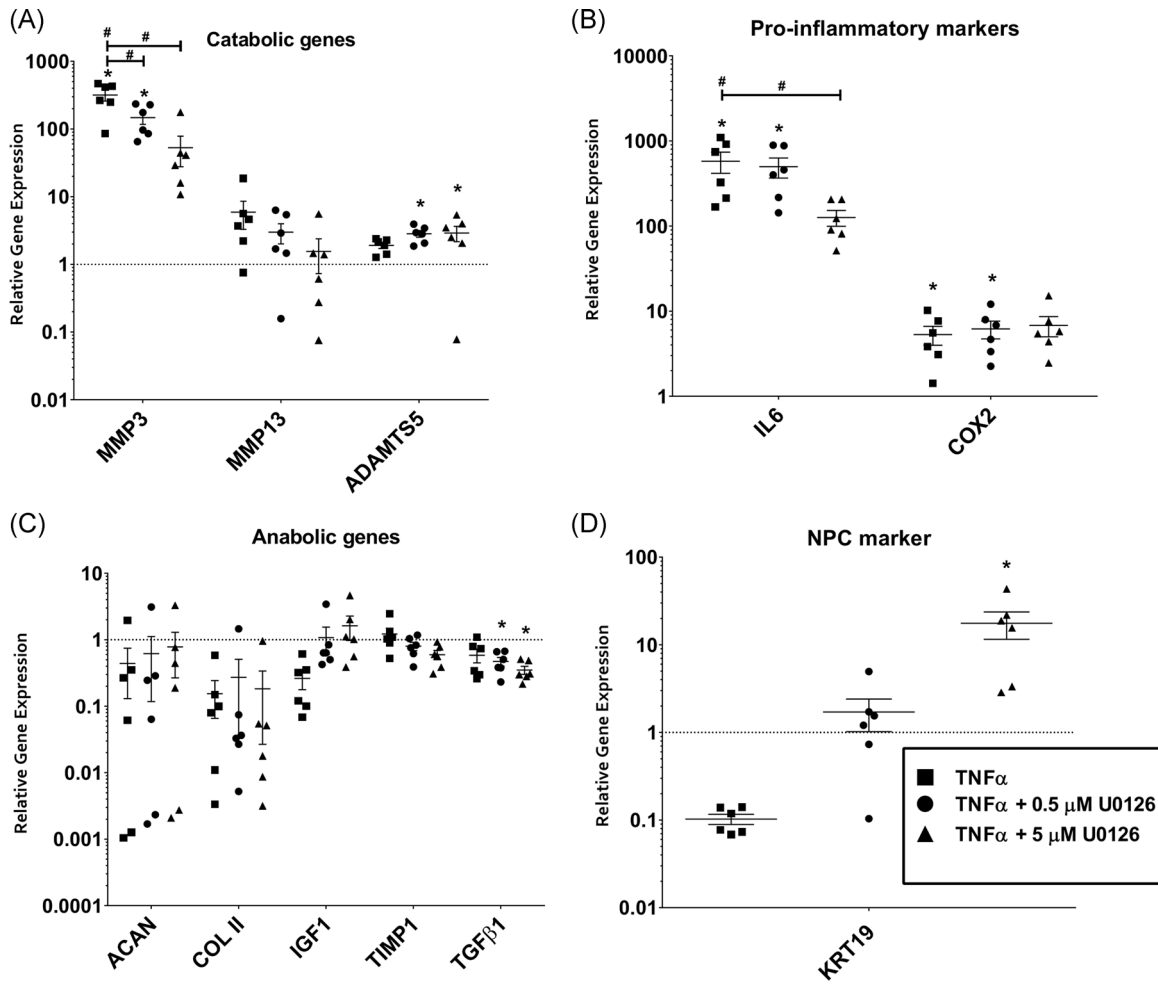 (A)
Catabolic genes
# #
#
* *
* *
Relative Gene Expression
1000
100
10
1
0.1
0.01
MMP3
MMP13
ADAMTS5
(B)
Pro-inflammatory markers
# #
* *
* *
Relative Gene Expression
10000
1000
100
10
1
IL6
COX2
(C)
Anabolic genes
* *
Relative Gene Expression
10
1
0.1
0.01
0.001
0.0001
ACAN
COL II
IGF1
TIMP1
TGFβ1
(D)
NPC marker
*
Relative Gene Expression
100
10
1
0.1
0.01
KRT19
TNFα
TNFα + 0.5 μM U0126
TNFα + 5 μM U0126